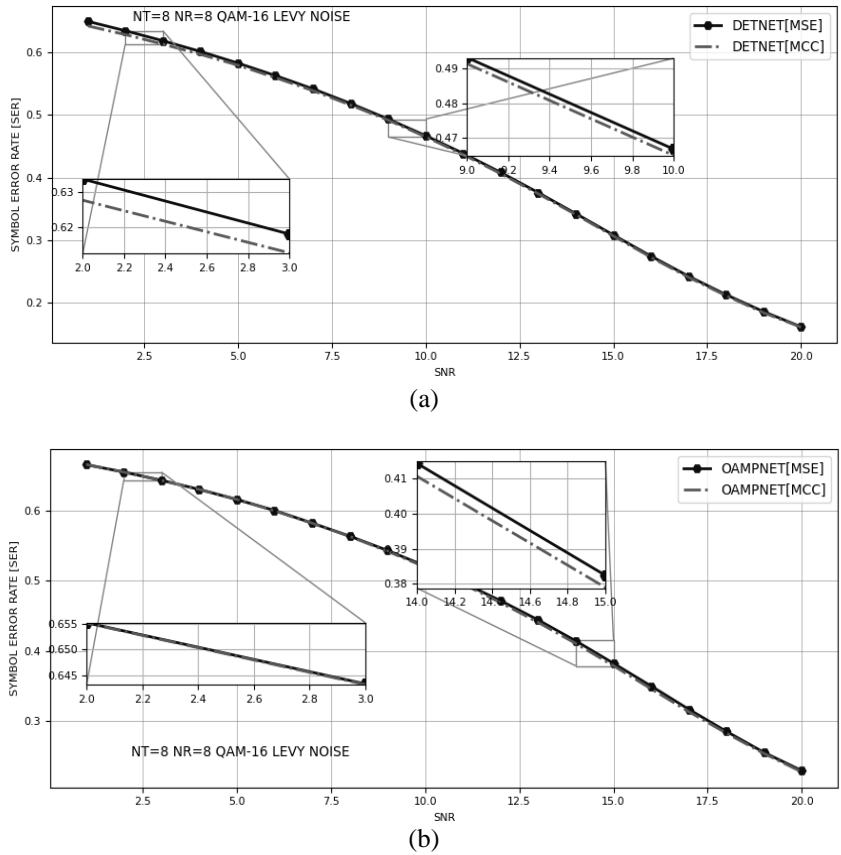 NT=8 NR=8 QAM-16 LEVY NOISE
DETNET[MSE]
DETNET[MCC]
0.6
0.5
0.4
0.3
0.2
SYMBOL ERROR RATE [SER]
0.49
0.48
0.47
9.0 9.2 9.4 9.6 9.8 10.0
0.63
0.62
2.0 2.2 2.4 2.6 2.8 3.0
2.5 5.0 7.5 10.0 12.5 15.0 17.5 20.0
SNR
(a)
OAMPNET[MSE]
OAMPNET[MCC]
0.6
0.5
0.4
0.3
SYMBOL ERROR RATE [SER]
0.41
0.40
0.39
0.38
14.0 14.2 14.4 14.6 14.8 15.0
0.655
0.650
0.645
2.0 2.2 2.4 2.6 2.8 3.0
NT=8 NR=8 QAM-16 LEVY NOISE
2.5 5.0 7.5 10.0 12.5 15.0 17.5 20.0
SNR
(b)